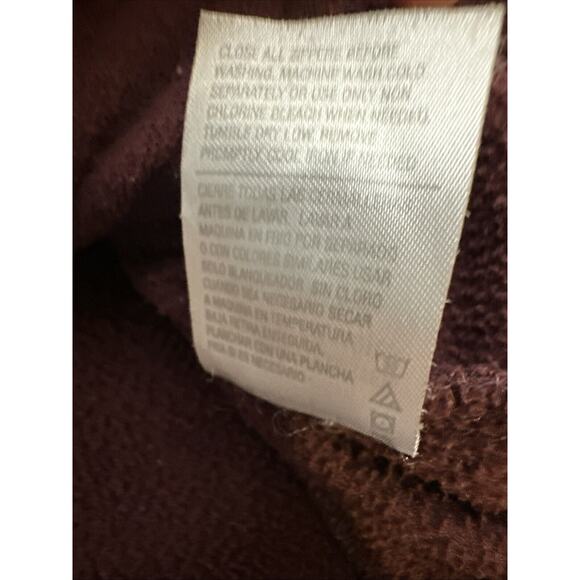 CLOSE ALL ZIPPERS BEFORE
WASHING. MACHINE WASH COLD
SEPARATELY OR USE ONLY NON
CHLORINE BLEACH WHEN NEEDED.
TUMBLE DRY LOW. REMOVE
PROMPTLY COOL IRON IF NEEDED
CIERRE TODAS LAS
ANTES DE LAVAR. LAVAR A
MAQUINA EN FRIO POR SEPARADO
O CON COLORES SIMILARES USAR
SOLO BLANQUEADOR SIN CLORO
CUANDO SEA NECESARIO SECAR
A MAQUINA EN TEMPERATURA
BAJA RETIRA ENSEGUIDA.
PLANCHAR CON UNA PLANCHA
FRIA SI ES NECESARIO